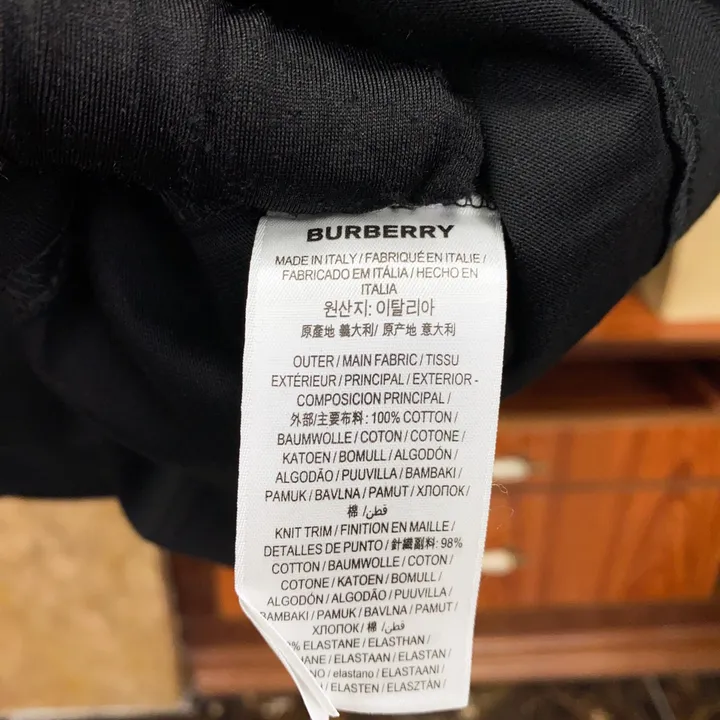 BURBERRY
MADE IN ITALY / FABRIQUÉ EN ITALIE /
FABRICADO EM ITÁLIA / HECHO EN
ITALIA
원산지: 이탈리아
原產地 義大利/ 原产地 意大利
OUTER / MAIN FABRIC / TISSU
EXTÉRIEUR / PRINCIPAL / EXTERIOR -
COMPOSICION PRINCIPAL /
外部/主要布料: 100% COTTON /
BAUMWOLLE / COTON / COTONE /
KATOEN / BOMULL / ALGODÓN /
ALGODÃO / PUUVILLA / BAMBAKI /
PAMUK / BAVLNA / PAMUT / ХЛОПОК /
棉 / قطن/
KNIT TRIM / FINITION EN MAILLE /
DETALLES DE PUNTO / 針織副料: 98%
COTTON / BAUMWOLLE / COTON /
COTONE / KATOEN / BOMULL /
ALGODÓN / ALGODÃO / PUUVILLA /
BAMBAKI / PAMUK / BAVLNA / PAMUT /
ХЛОПОК / 棉 / قطن/
% ELASTANE / ELASTHAN /
ELASTAAN / ELASTAN /
/ elastano / ELASTAANI /
/ ELASTEN / ELASZTÁN /